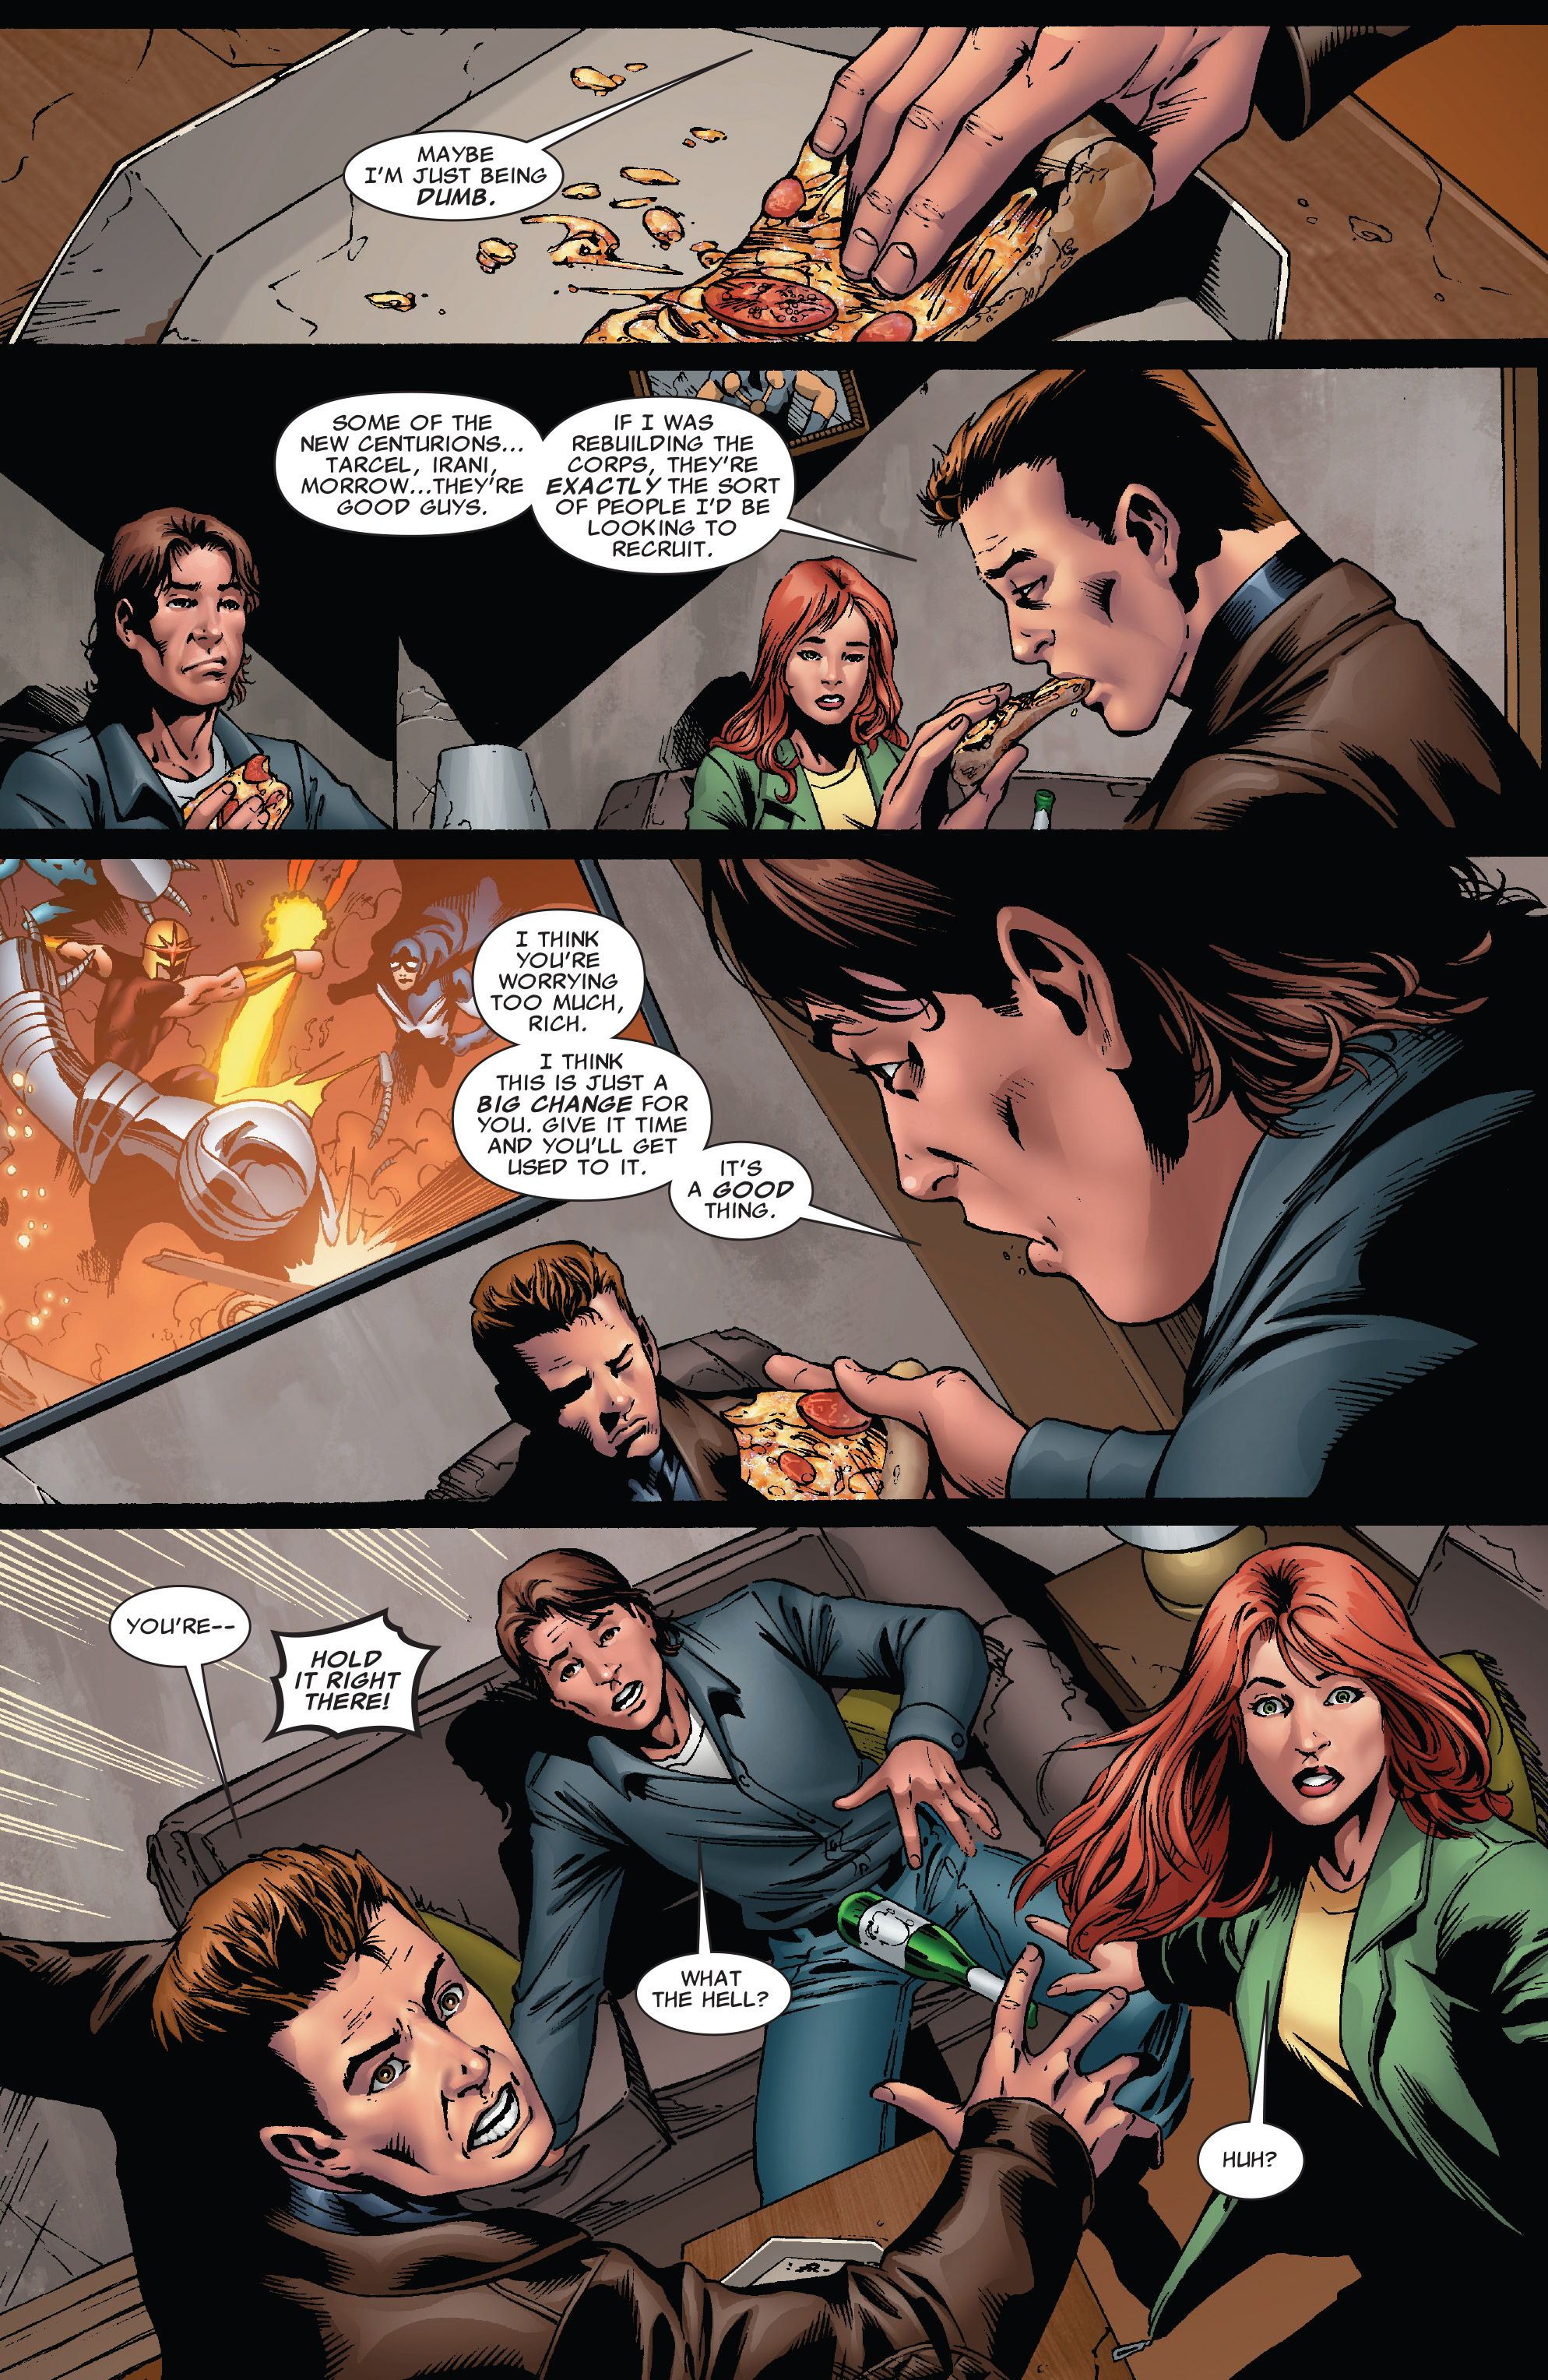 MAYBE
I'M JUST BEING
DUMB.
SOME OF THE
NEW CENTURIONS...
TARCEL, IRANI,
MORROW...THEY'RE
GOOD GUYS.
IF I WAS
REBUILDING THE
CORPS, THEY'RE
EXACTLY THE SORT
OF PEOPLE I'D BE
LOOKING TO
RECRUIT.
I THINK
YOU'RE
WORRYING
TOO MUCH,
RICH.
I THINK
THIS IS JUST A
BIG CHANGE FOR
YOU. GIVE IT TIME
AND YOU'LL GET
USED TO IT.
IT'S
A GOOD
THING.
YOU'RE--
HOLD
IT RIGHT
THERE!
WHAT
THE HELL?
HUH?